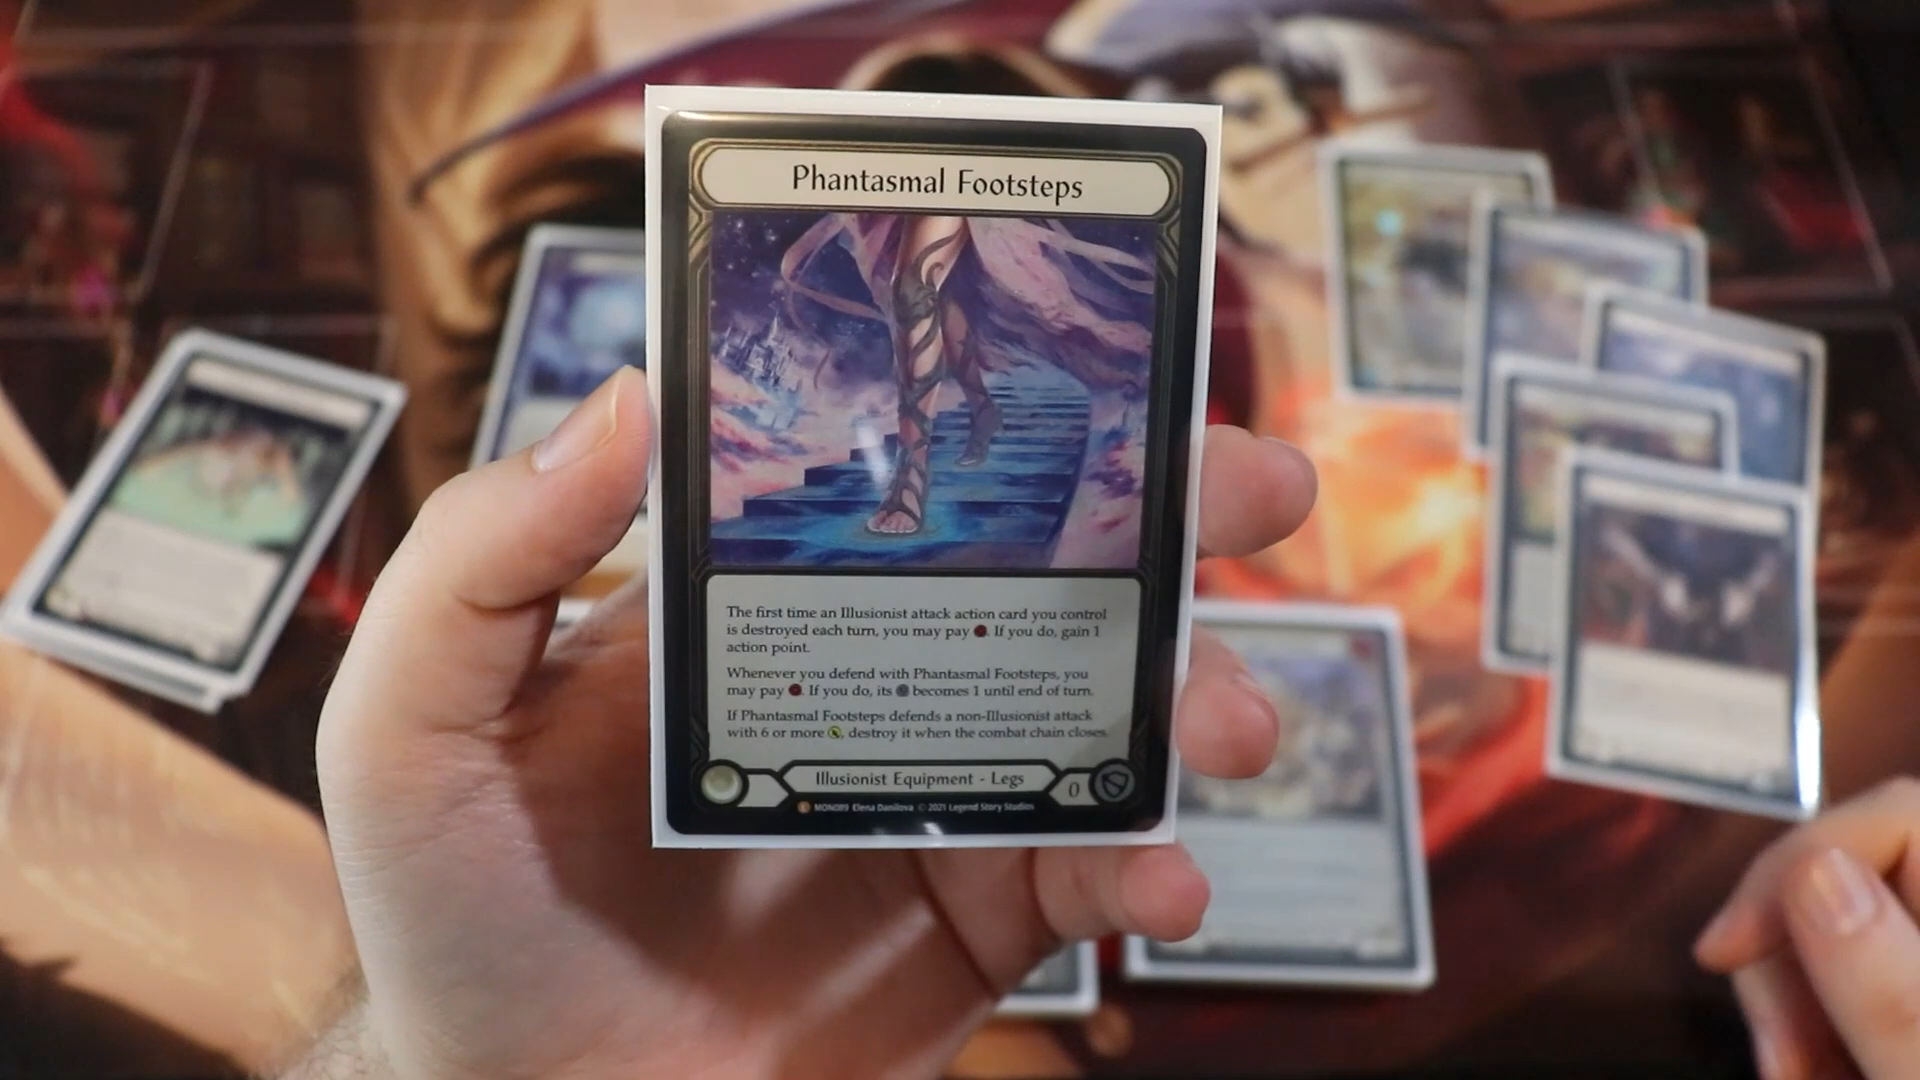 Phantasmal Footsteps
The first time an Illusionist attack action card you control
is destroyed each turn, you may pay . If you do, gain 1
action point.
Whenever you defend with Phantasmal Footsteps, you
may pay . If you do, its becomes 1 until end of turn.
If Phantasmal Footsteps defends a non-Illusionist attack
with 6 or more , destroy it when the combat chain closes.
Illusionist Equipment - Legs
0
L MON089 Elena Danilova © 2021 Legend Story Studios